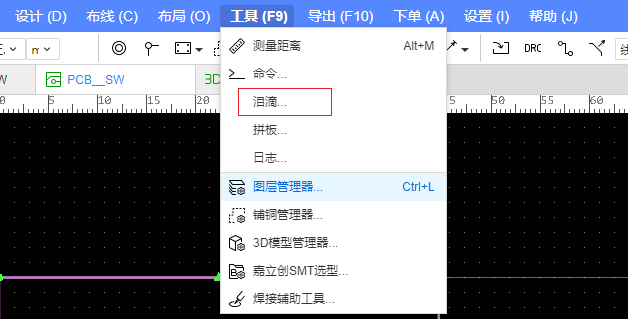 设计 (D) 布线 (C) 布局 (O) 工具 (F9) 导出 (F10) 下单 (A) 设置 (I) 帮助 (J)
测量距离 Alt+M
命令...
泪滴...
拼板...
日志...
图层管理器... Ctrl+L
铺铜管理器...
3D模型管理器...
嘉立创SMT选型...
焊接辅助工具...
DRC
W PCB__SW 3D
0 5 10 15 20 45 50 55 60